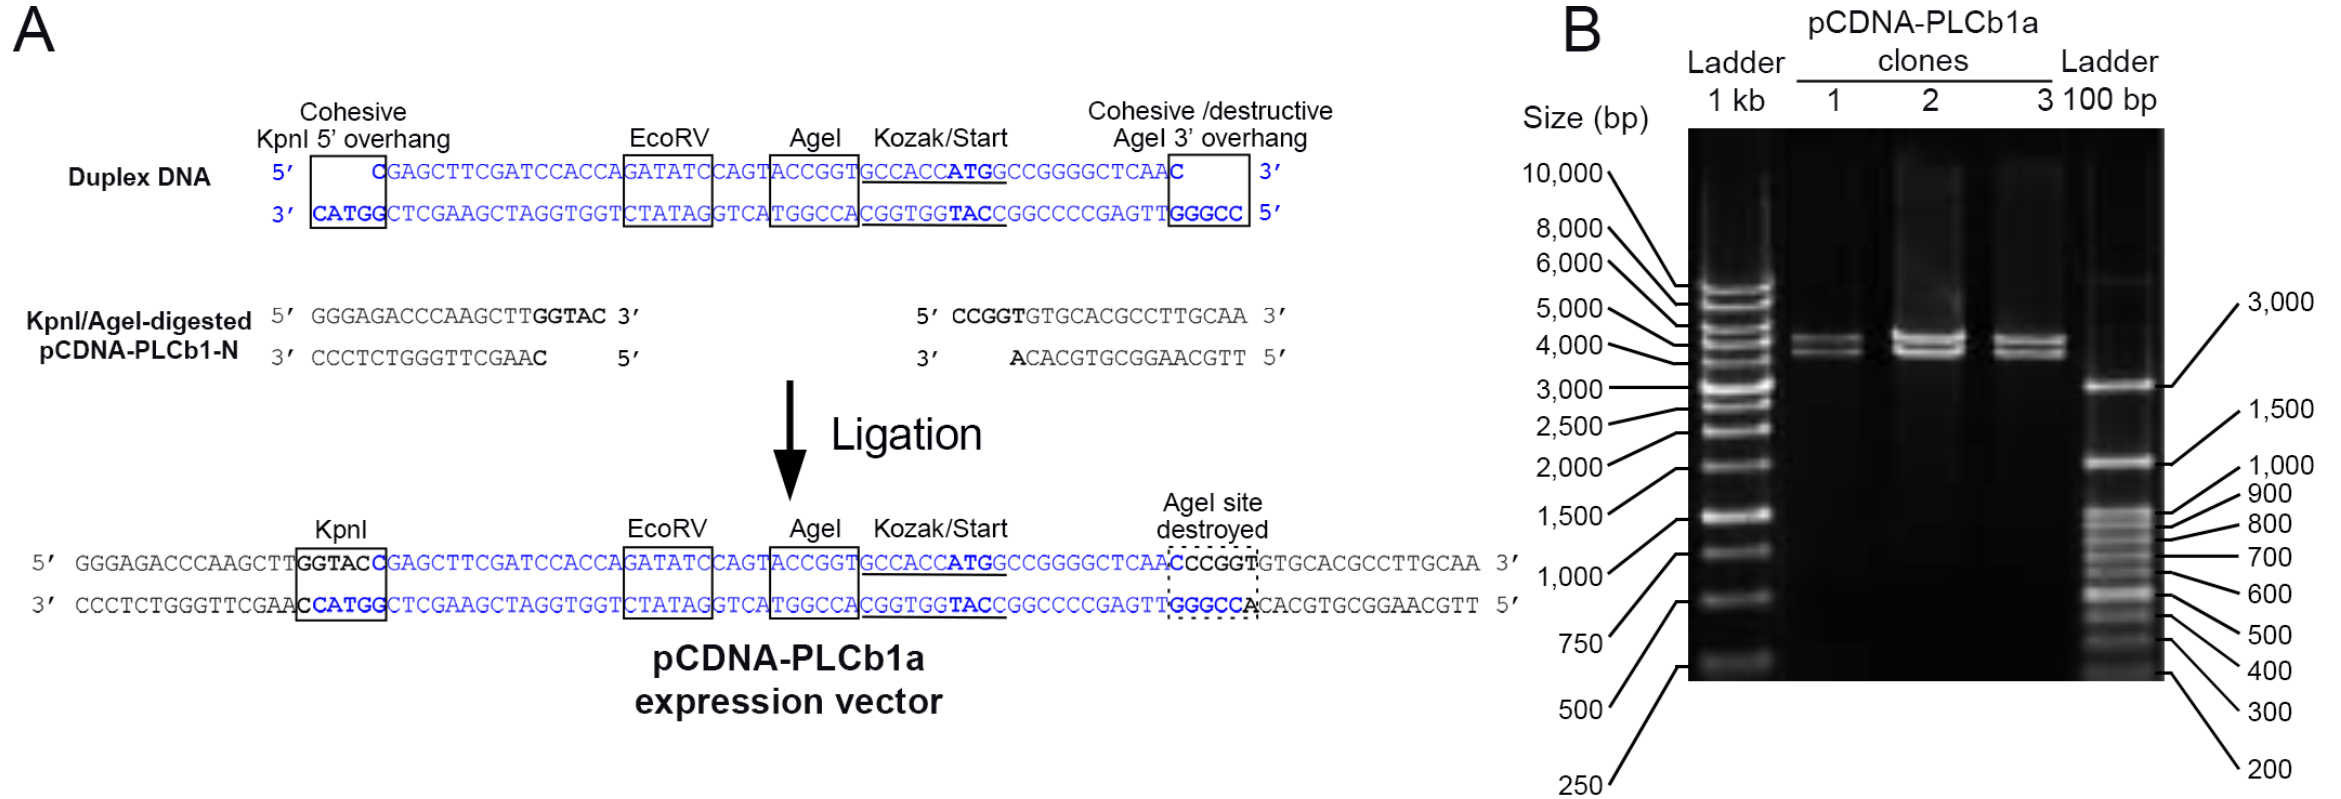 A
Cohesive
KpnI 5’ overhang
EcoRV
AgeI
Kozak/Start
Cohesive /destructive
AgeI 3’ overhang
Duplex DNA
5’ CGAGCTTCGATCCACCAGATATCCAGTACCGGTGCCACCATGGCCGGGGCTCAAC 3’
3’ CATGGCTCGAAGCTAGGTGGTCTATAGGTCATGGCCACGGTGGTACCGGCCCCGAGTTGGGCC 5’
KpnI/AgeI-digested
pCDNA-PLCb1-N
5’ GGGAGACCCAAGCTTGGTAC 3’
5’ CCGGTGTGCACGCCTTGCAA 3’
3’ CCCTCTGGGTTCGAAC 5’
3’ ACACGTGCGGAACGTT 5’
Ligation
KpnI
EcoRV
AgeI
Kozak/Start
AgeI site
destroyed
5’ GGGAGACCCAAGCTTGGTACCGAGCTTCGATCCACCAGATATCCAGTACCGGTGCCACCATGGCCGGGGCTCAACCCGGTGTGCACGCCTTGCAA 3’
3’ CCCTCTGGGTTCGAACCATGGCTCGAAGCTAGGTGGTCTATAGGTCATGGCCACGGTGGTACCGGCCCCGAGTTGGGCCACACGTGCGGAACGTT 5’
pCDNA-PLCb1a
expression vector
B
pCDNA-PLCb1a
clones
Ladder
1 kb
1
2
3
Ladder
100 bp
Size (bp)
10,000
8,000
6,000
5,000
4,000
3,000
2,500
2,000
1,500
1,000
750
500
250
3,000
1,500
1,000
900
800
700
600
500
400
300
200